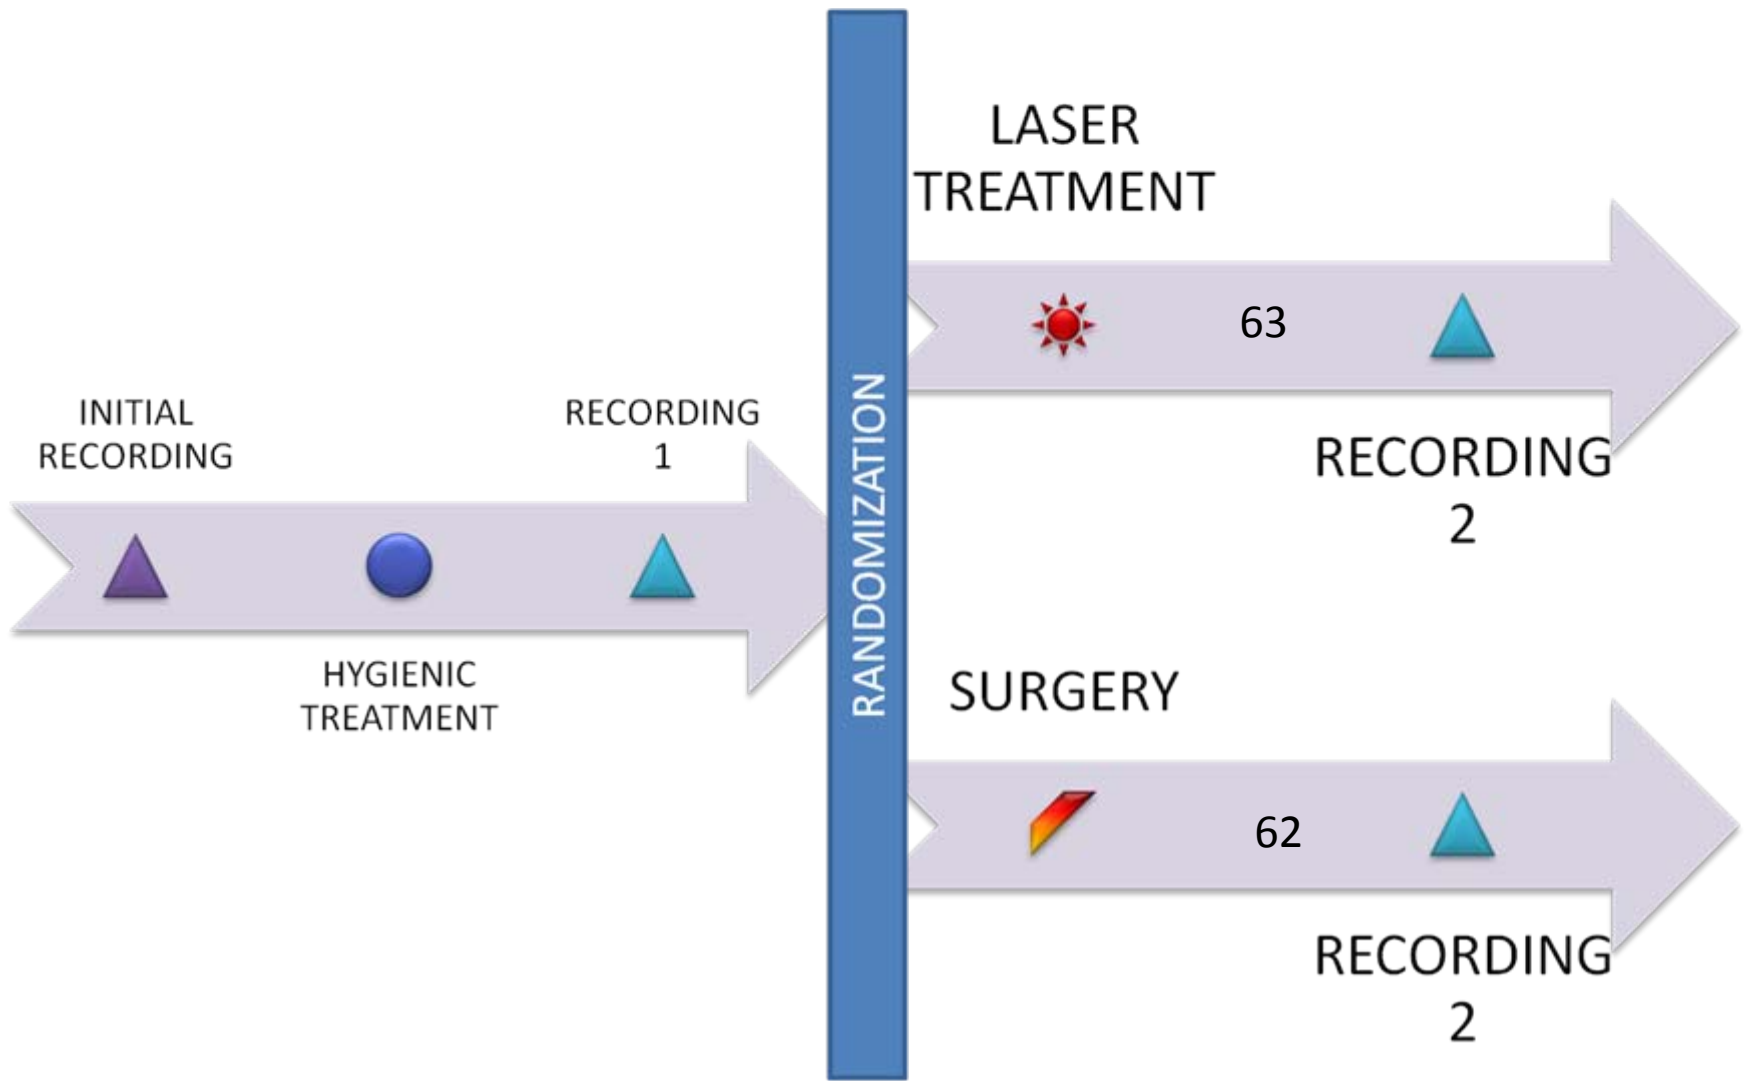 INITIAL
RECORDING
HYGIENIC
TREATMENT
RECORDING
1
RANDOMIZATION
LASER
TREATMENT
63
RECORDING
2
SURGERY
62
RECORDING
2